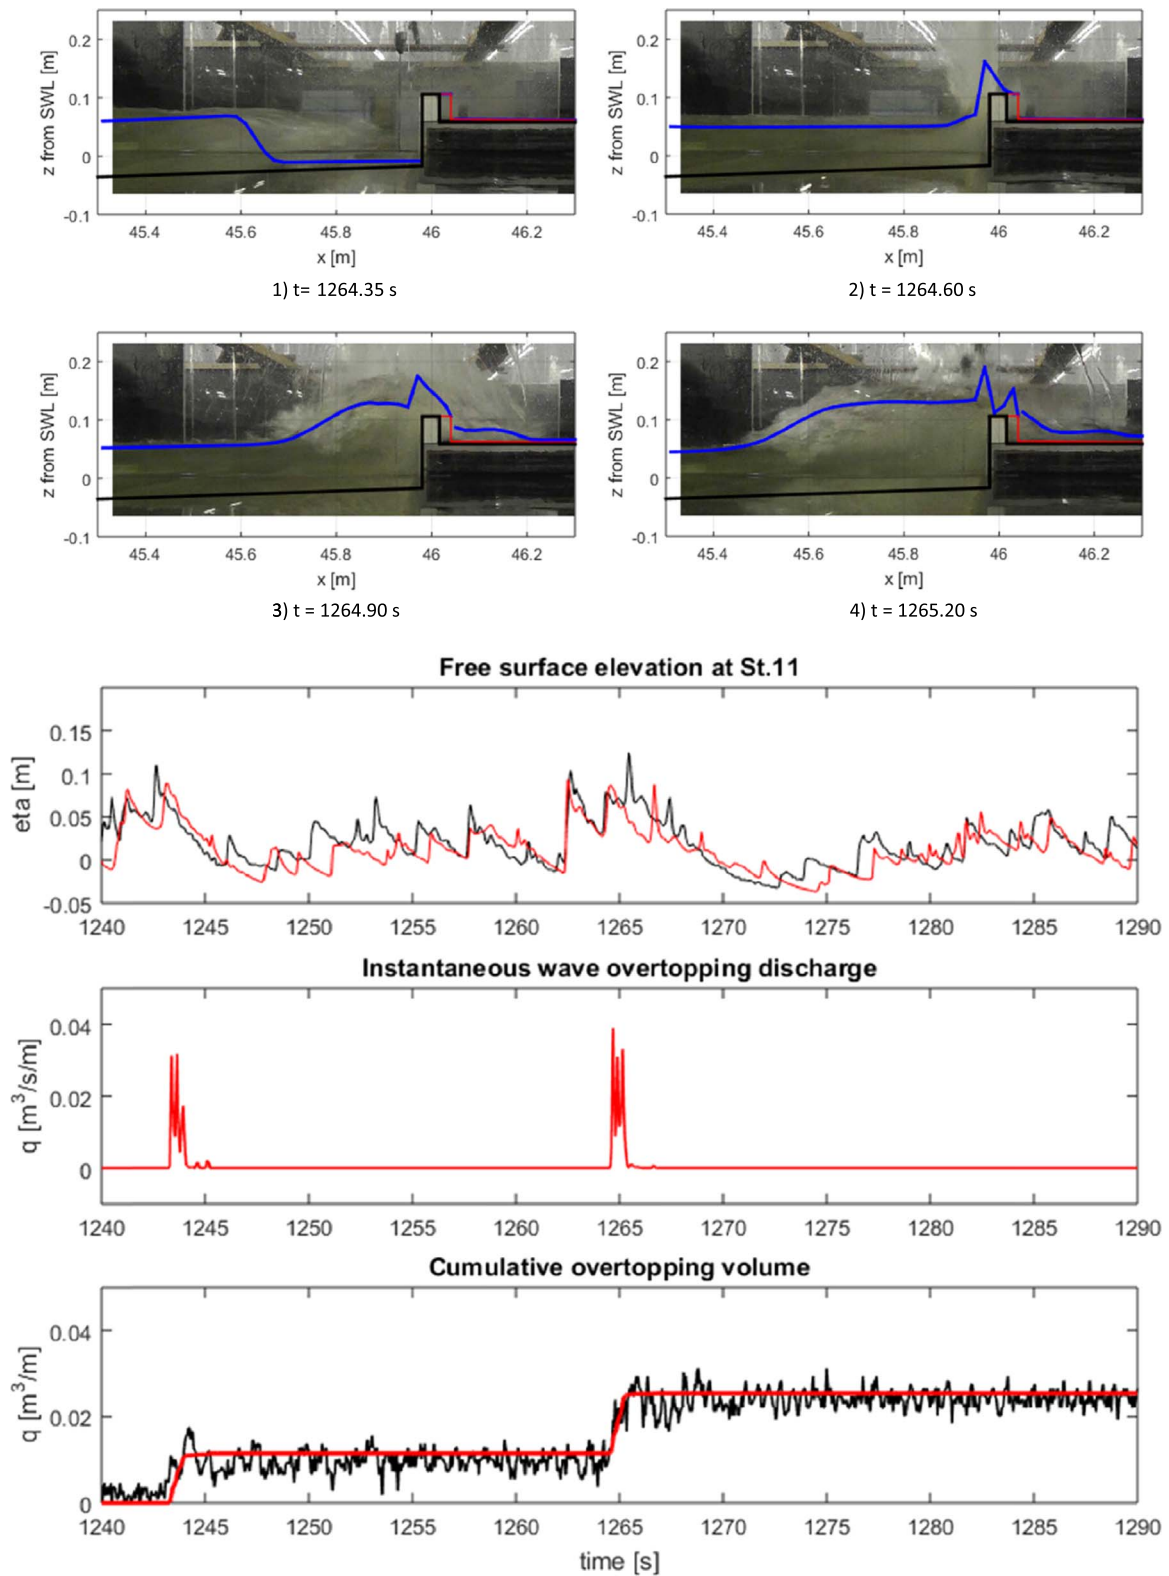 z from SWL [m]
0.2
0.1
0
-0.1
45.4 45.6 45.8 46 46.2
x [m]
1) t= 1264.35 s
z from SWL [m]
0.2
0.1
0
-0.1
45.4 45.6 45.8 46 46.2
x [m]
2) t = 1264.60 s
z from SWL [m]
0.2
0.1
0
-0.1
45.4 45.6 45.8 46 46.2
x [m]
3) t = 1264.90 s
z from SWL [m]
0.2
0.1
0
-0.1
45.4 45.6 45.8 46 46.2
x [m]
4) t = 1265.20 s
Free surface elevation at St.11
eta [m]
0.15
0.1
0.05
0
-0.05
1240 1245 1250 1255 1260 1265 1270 1275 1280 1285 1290
Instantaneous wave overtopping discharge
q [m³/s/m]
0.04
0.02
0
1240 1245 1250 1255 1260 1265 1270 1275 1280 1285 1290
Cumulative overtopping volume
q [m³/m]
0.04
0.02
0
1240 1245 1250 1255 1260 1265 1270 1275 1280 1285 1290
time [s]